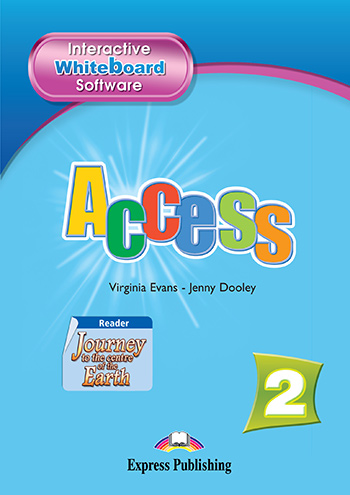 Interactive
Whiteboard
Software
Access
Virginia Evans - Jenny Dooley
Reader
Journey
to the centre
of the
Earth
2
Express Publishing